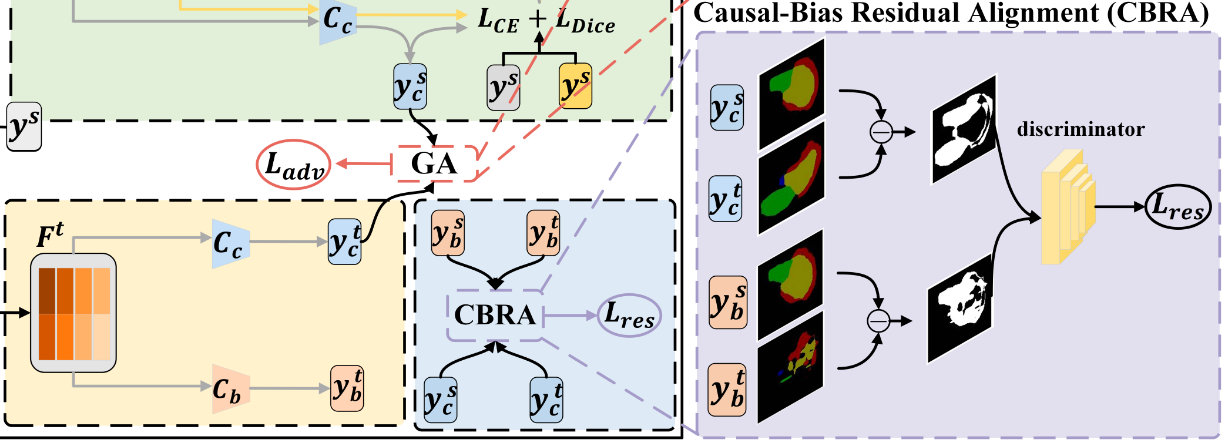 C_c
L_CE + L_Dice
y_c^s
y^s
y^s
y^s
L_adv
GA
F^t
C_c
y_c^t
C_b
y_b^t
y_b^s
y_b^t
CBRA
L_res
y_c^s
y_c^t
Causal-Bias Residual Alignment (CBRA)
y_c^s
y_c^t
discriminator
L_res
y_b^s
y_b^t